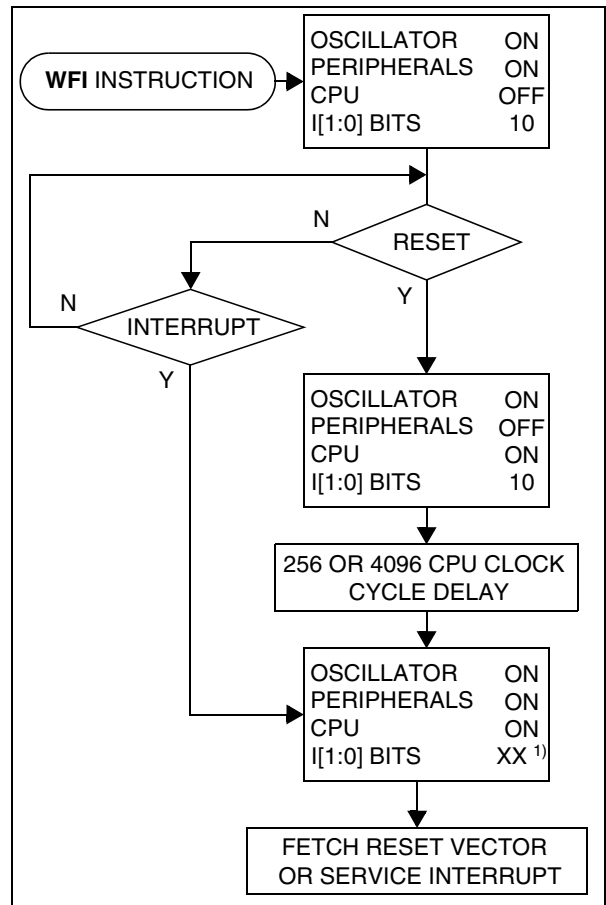 WFI INSTRUCTION
OSCILLATOR ON
PERIPHERALS ON
CPU OFF
I[1:0] BITS 10
RESET
N
Y
INTERRUPT
N
Y
OSCILLATOR ON
PERIPHERALS OFF
CPU ON
I[1:0] BITS 10
256 OR 4096 CPU CLOCK
CYCLE DELAY
OSCILLATOR ON
PERIPHERALS ON
CPU ON
I[1:0] BITS XX 1)
FETCH RESET VECTOR
OR SERVICE INTERRUPT